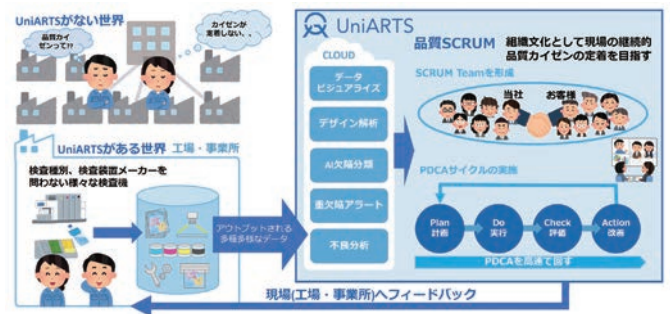 UniARTSがない世界
品質カイ
ゼンって??
カイゼンが
定着しない、、
UniARTSがある世界 工場・事業所
検査種別、検査装置メーカーを
問わない様々な検査機
アウトプットされる
多種多様なデータ
UniARTS
CLOUD
データ
ビジュアライズ
デザイン解析
AI欠陥分類
重欠陥アラート
不良分析
品質SCRUM
組織文化として現場の継続的
品質カイゼンの定着を目指す
SCRUM Teamを形成
当社
お客様
PDCAサイクルの実施
Plan
計画
Do
実行
Check
評価
Action
改善
PDCAを高速で回す
現場(工場・事業所)へフィードバック